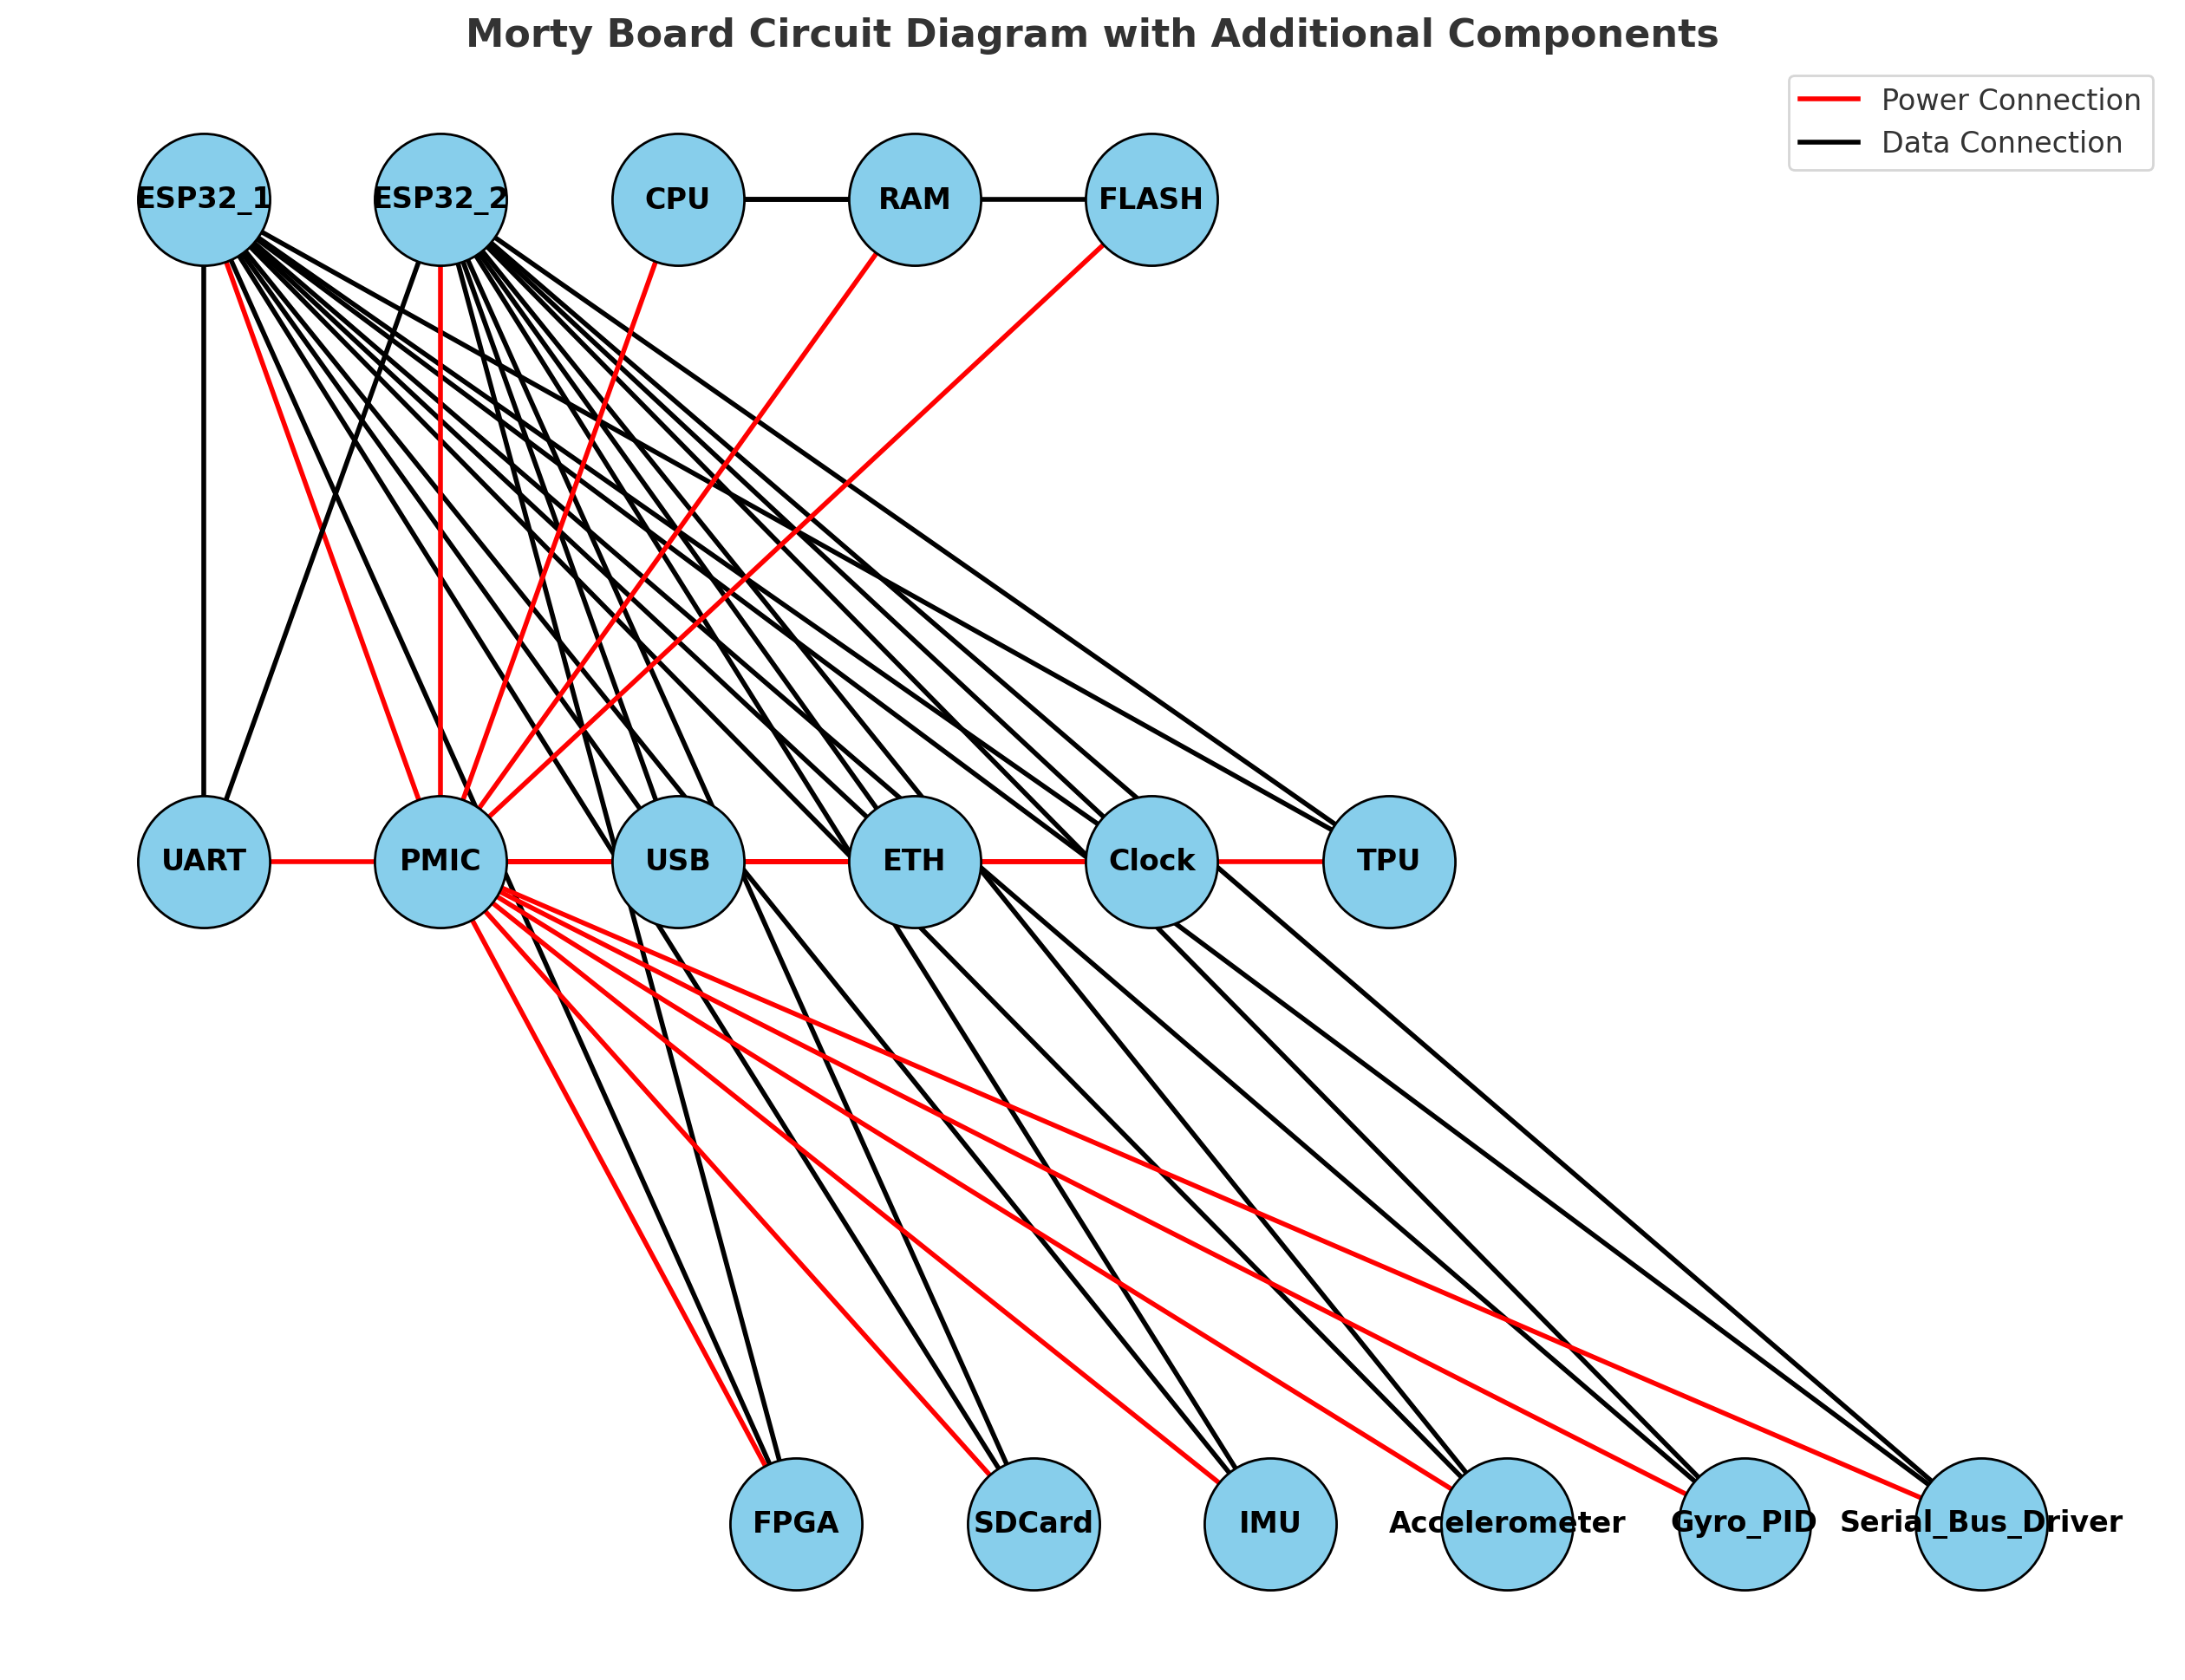 Morty Board Circuit Diagram with Additional Components
Power Connection
Data Connection
ESP32_1
ESP32_2
CPU
RAM
FLASH
UART
PMIC
USB
ETH
Clock
TPU
FPGA
SDCard
IMU
Accelerometer
Gyro_PID
Serial_Bus_Driver